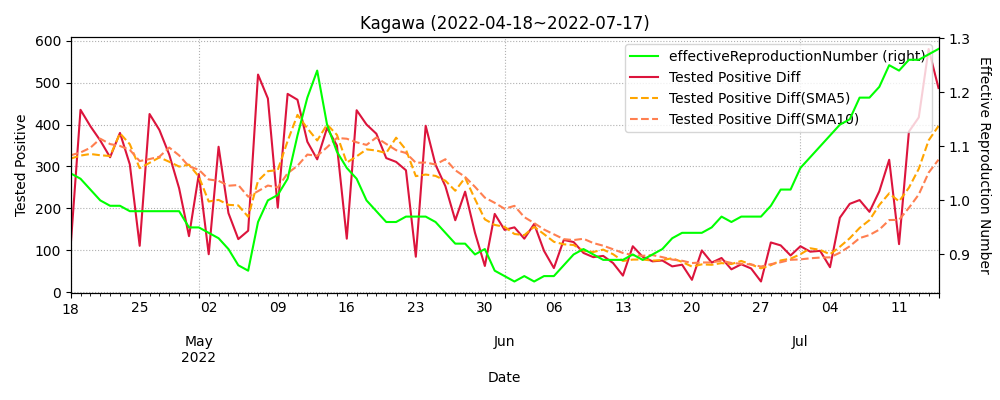 Kagawa (2022-04-18~2022-07-17)
effectiveReproductionNumber (right)
Tested Positive Diff
Tested Positive Diff(SMA5)
Tested Positive Diff(SMA10)
600
500
400
300
200
100
0
Tested Positive
1.3
1.2
1.1
1.0
0.9
Effective Reproduction Number
18 25 02 09 16 23 30 06 13 20 27 04 11
May Jun Jul
2022
Date